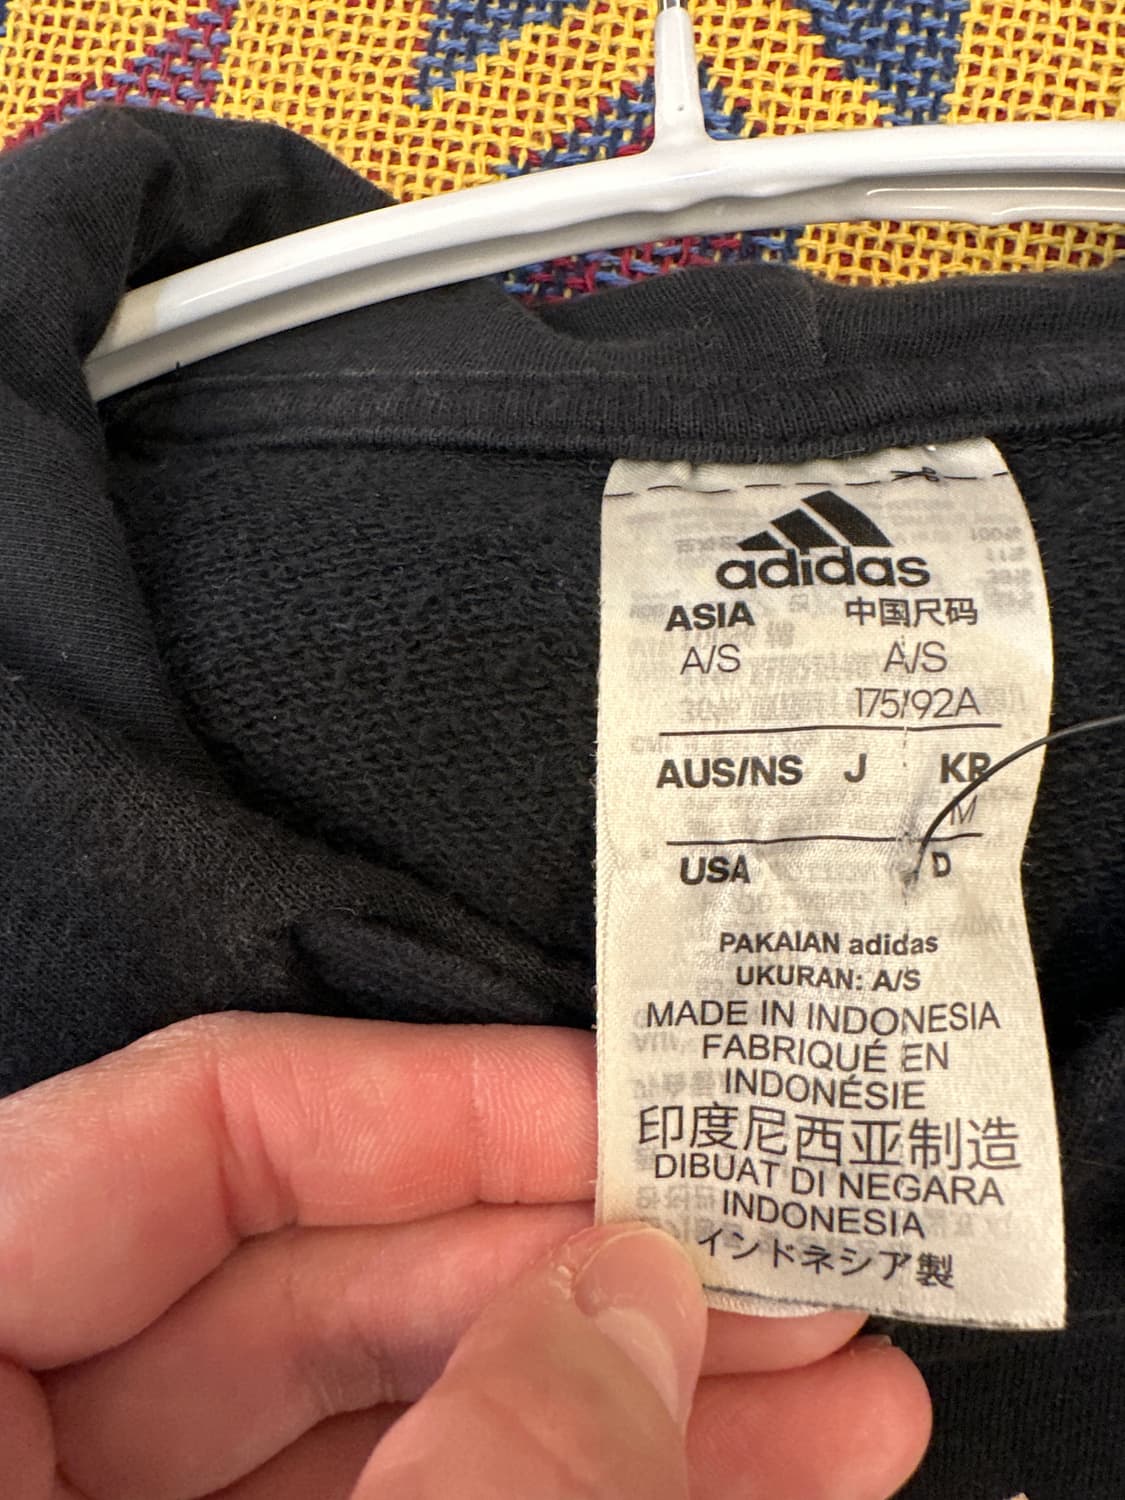 adidas
ASIA 中国尺码
A/S A/S
175/92A
AUS/NS J KR
M
USA D
PAKAIAN adidas
UKURAN: A/S
MADE IN INDONESIA
FABRIQUÉ EN
INDONÉSIE
印度尼西亚制造
DIBUAT DI NEGARA
INDONESIA
インドネシア製